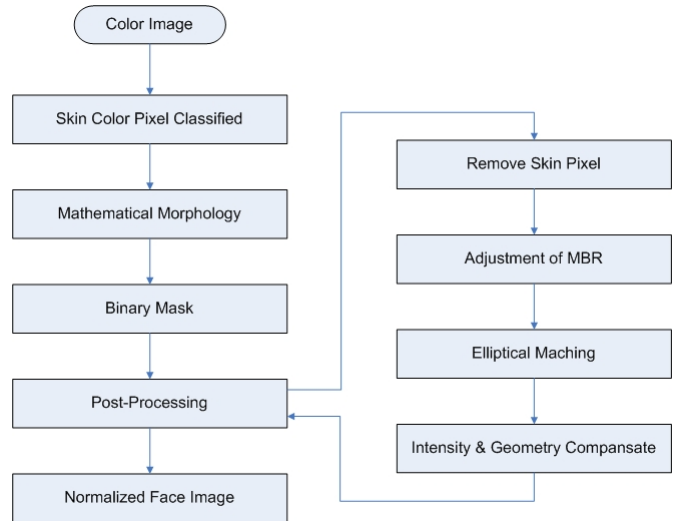 Color Image
Skin Color Pixel Classified
Mathematical Morphology
Binary Mask
Post-Processing
Normalized Face Image
Remove Skin Pixel
Adjustment of MBR
Elliptical Maching
Intensity & Geometry Compansate